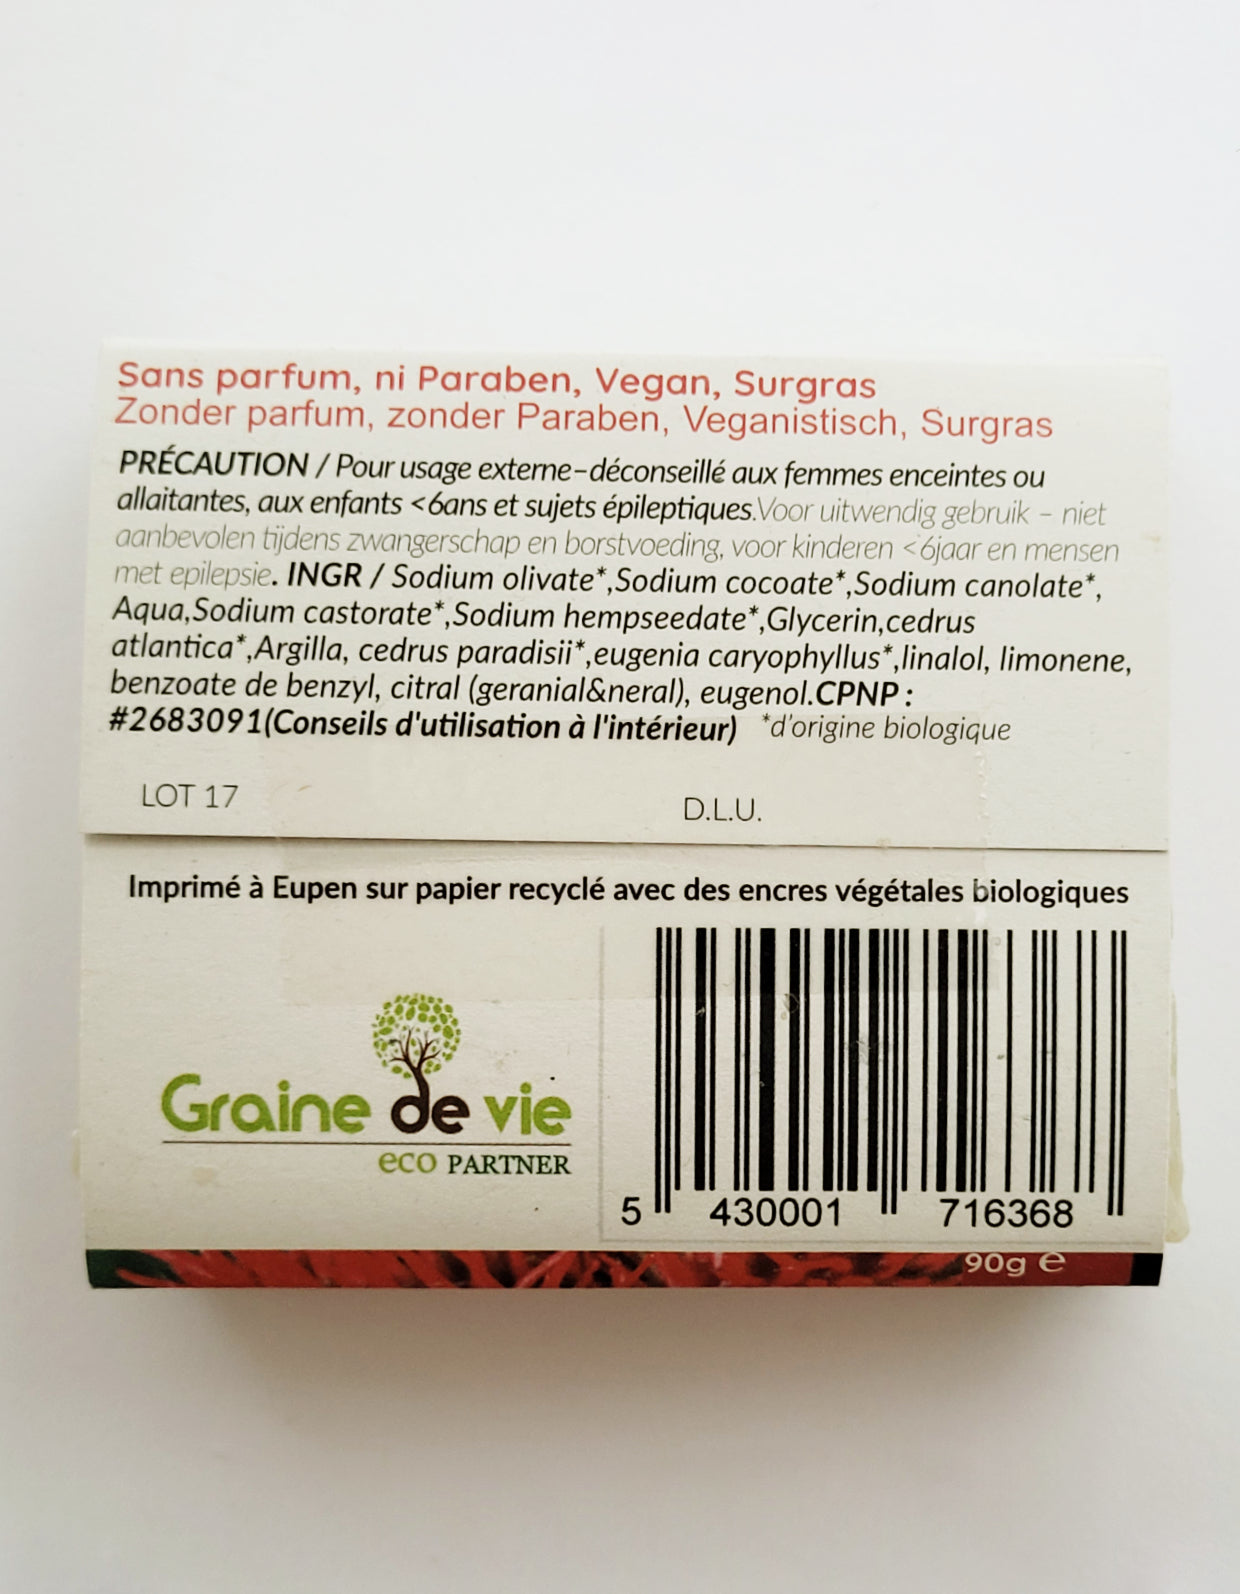 Sans parfum, ni Paraben, Vegan, Surgras
Zonder parfum, zonder Paraben, Veganistisch, Surgras
PRÉCAUTION / Pour usage externe-déconseillé aux femmes enceintes ou
allaitantes, aux enfants <6ans et sujets épileptiques.Voor uitwendig gebruik - niet
aanbevolen tijdens zwangerschap en borstvoeding, voor kinderen <6jaar en mensen
met epilepsie. INGR / Sodium olivate*,Sodium cocoate*,Sodium canolate*,
Aqua,Sodium castorate*,Sodium hempseedate*,Glycerin,cedrus
atlantica*,Argilla, cedrus paradisii*,eugenia caryophyllus*,linalol, limonene,
benzoate de benzyl, citral (geranial&neral), eugenol.CPNP :
#2683091(Conseils d'utilisation à l'intérieur) *d'origine biologique
LOT 17 D.L.U.
Imprimé à Eupen sur papier recyclé avec des encres végétales biologiques
Graine de vie
eco PARTNER
5 430001 716368
90g e